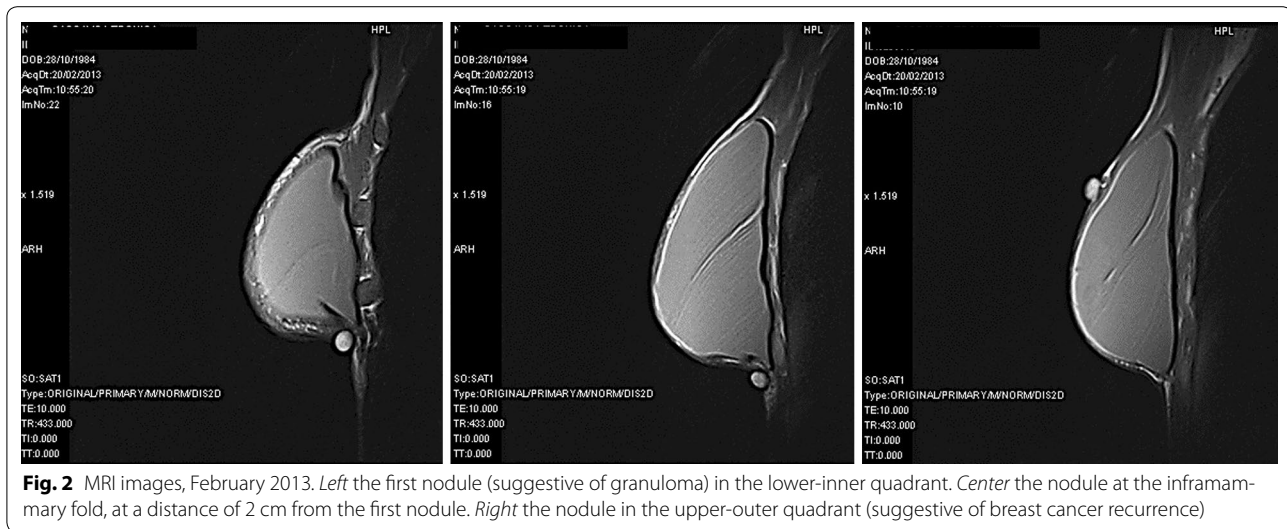 HPL
DOB:28/10/1984
AcqDt:20/02/2013
AcqTm:10:55:20
ImNo:22
x 1.519
ARH
SO:SAT1
Type:ORIGINAL/PRIMARY/M/NORM/DIS2D
TE:10.000
TR:433.000
TI:0.000
TT:0.000
HPL
DOB:28/10/1984
AcqDt:20/02/2013
AcqTm:10:55:19
ImNo:16
x 1.519
ARH
SO:SAT1
Type:ORIGINAL/PRIMARY/M/NORM/DIS2D
TE:10.000
TR:433.000
TI:0.000
TT:0.000
HPL
DOB:28/10/1984
AcqDt:20/02/2013
AcqTm:10:55:19
ImNo:10
x 1.519
ARH
SO:SAT1
Type:ORIGINAL/PRIMARY/M/NORM/DIS2D
TE:10.000
TR:433.000
TI:0.000
TT:0.000
Fig. 2 MRI images, February 2013. Left the first nodule (suggestive of granuloma) in the lower-inner quadrant. Center the nodule at the inframam-
mary fold, at a distance of 2 cm from the first nodule. Right the nodule in the upper-outer quadrant (suggestive of breast cancer recurrence)